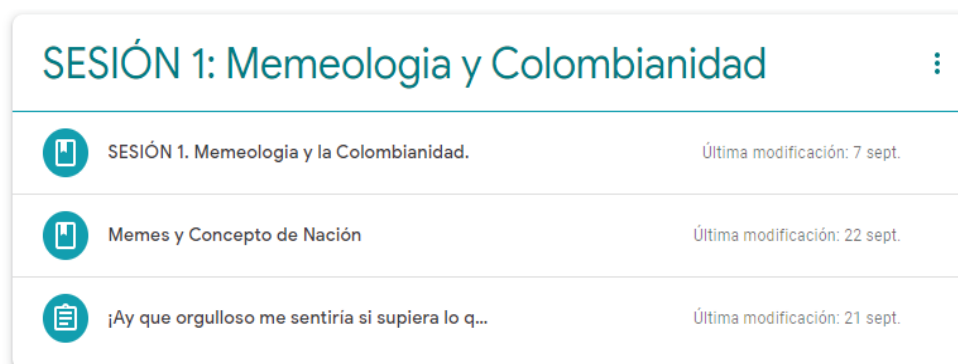 SESIÓN 1: Memeologia y Colombianidad
SESIÓN 1. Memeologia y la Colombianidad.
Última modificación: 7 sept.
Memes y Concepto de Nación
Última modificación: 22 sept.
¡Ay que orgulloso me sentiría si supiera lo q...
Última modificación: 21 sept.